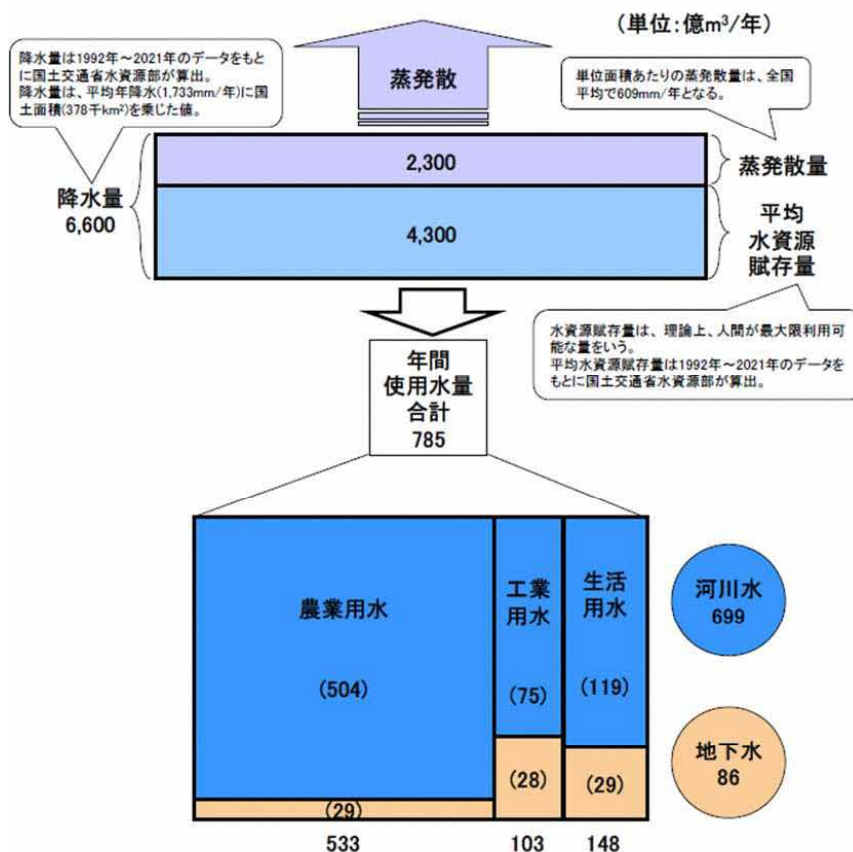 (単位:億m³/年)
降水量は1992年～2021年のデータをもと
に国土交通省水資源部が算出。
降水量は、平均年降水(1,733mm/年)に国
土面積(378千km²)を乗じた値。
蒸発散
単位面積あたりの蒸発散量は、全国
平均で609mm/年となる。
2,300
蒸発散量
降水量
6,600
4,300
平均
水資源
賦存量
水資源賦存量は、理論上、人間が最大限利用可
能な量をいう。
平均水資源賦存量は1992年～2021年のデータを
もとに国土交通省水資源部が算出。
年間
使用水量
合計
785
農業用水
(504)
(29)
533
工業
用水
(75)
(28)
103
生活
用水
(119)
(29)
148
河川水
699
地下水
86